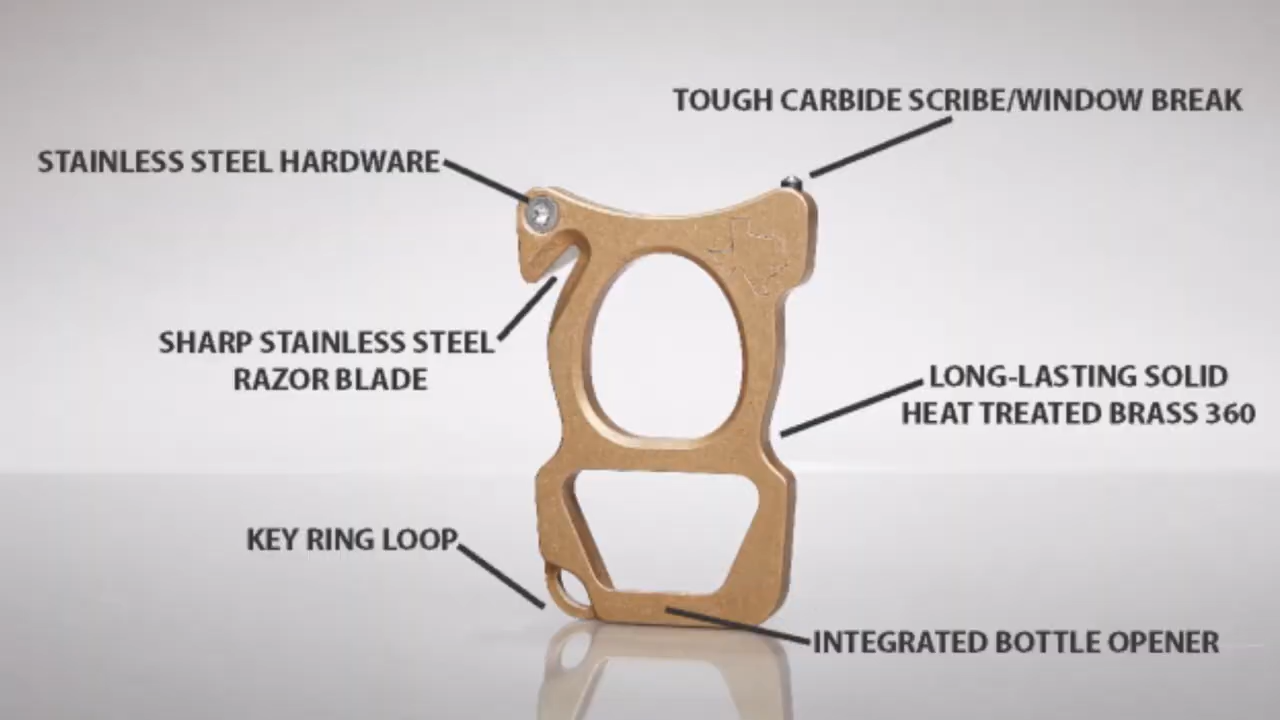 TOUGH CARBIDE SCRIBE/WINDOW BREAK
STAINLESS STEEL HARDWARE
SHARP STAINLESS STEEL
RAZOR BLADE
LONG-LASTING SOLID
HEAT TREATED BRASS 360
KEY RING LOOP
INTEGRATED BOTTLE OPENER